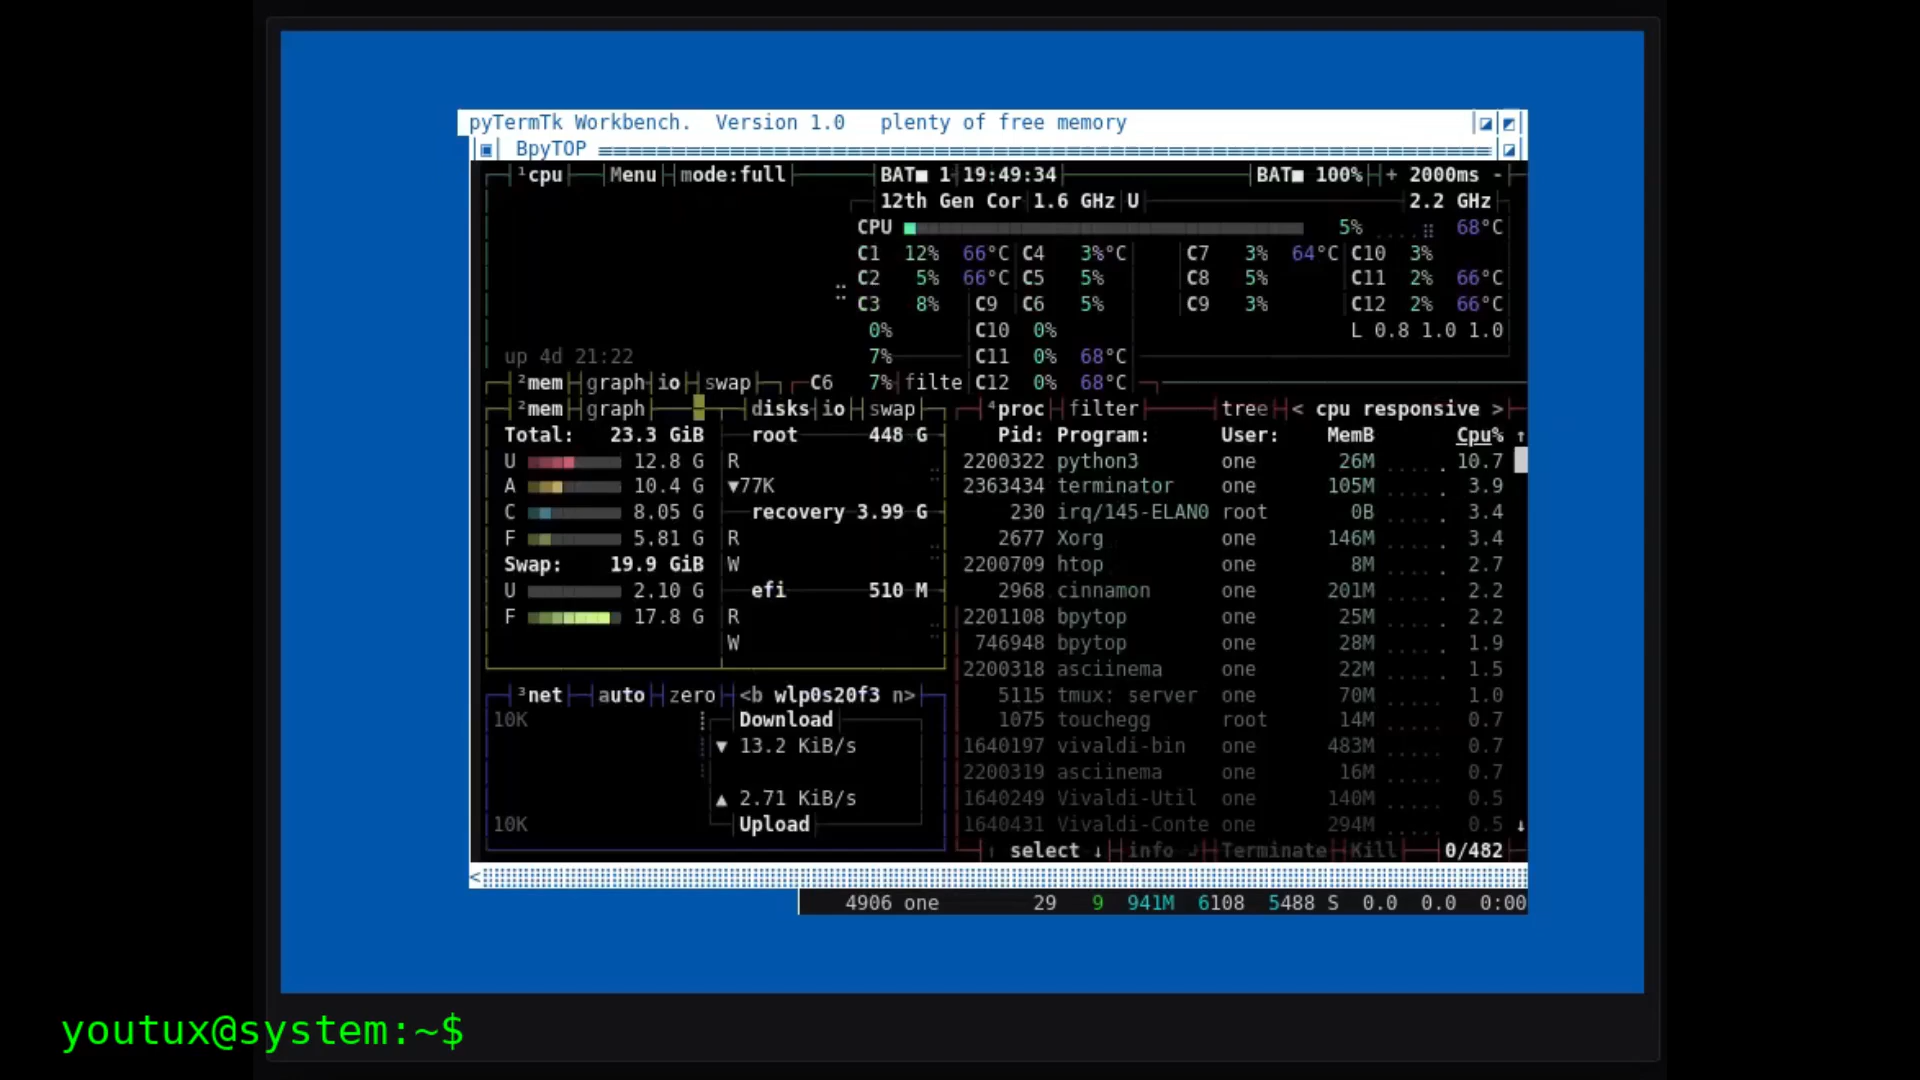 pyTermTk Workbench.  Version 1.0   plenty of free memory
BpyTOP
¹cpu Menu mode:full BAT■ 1 19:49:34 BAT■ 100% + 2000ms -
12th Gen Cor 1.6 GHz U 2.2 GHz
CPU 5% 68°C
C1 12% 66°C C4 3%°C C7 3% 64°C C10 3%
C2 5% 66°C C5 5% C8 5% C11 2% 66°C
C3 8% C9 C6 5% C9 3% C12 2% 66°C
0% C10 0% L 0.8 1.0 1.0
up 4d 21:22 7% C11 0% 68°C
²mem graph io swap C6 7% filte C12 0% 68°C
²mem graph disks io swap ⁴proc filter tree < cpu responsive >
Total: 23.3 GiB root 448 G Pid: Program: User: MemB Cpu% ↑
U 12.8 G R 2200322 python3 one 26M 10.7
A 10.4 G ▼77K 2363434 terminator one 105M 3.9
C 8.05 G recovery 3.99 G 230 irq/145-ELAN0 root 0B 3.4
F 5.81 G R 2677 Xorg one 146M 3.4
Swap: 19.9 GiB W 2200709 htop one 8M 2.7
U 2.10 G efi 510 M 2968 cinnamon one 201M 2.2
F 17.8 G R 2201108 bpytop one 25M 2.2
W 746948 bpytop one 28M 1.9
2200318 asciinema one 22M 1.5
³net auto zero <b wlp0s20f3 n> 5115 tmux: server one 70M 1.0
10K Download 1075 touchegg root 14M 0.7
▼ 13.2 KiB/s 1640197 vivaldi-bin one 483M 0.7
2200319 asciinema one 16M 0.7
▲ 2.71 KiB/s 1640249 Vivaldi-Util one 140M 0.5
10K Upload 1640431 Vivaldi-Conte one 294M 0.5 ↓
↑ select ↓ info ↲ Terminate Kill 0/482
<
4906 one 29 9 941M 6108 5488 S 0.0 0.0 0:00
youtux@system:~$